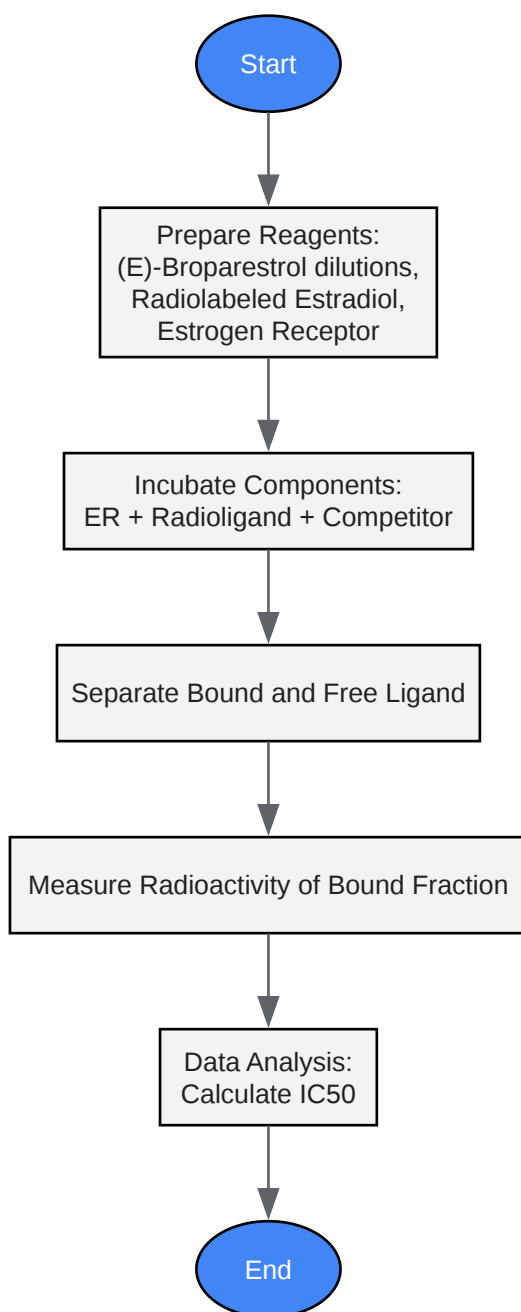 Start
Prepare Reagents:
(E)-Broparestrol dilutions,
Radiolabeled Estradiol,
Estrogen Receptor
Incubate Components:
ER + Radioligand + Competitor
Separate Bound and Free Ligand
Measure Radioactivity of Bound Fraction
Data Analysis:
Calculate IC50
End